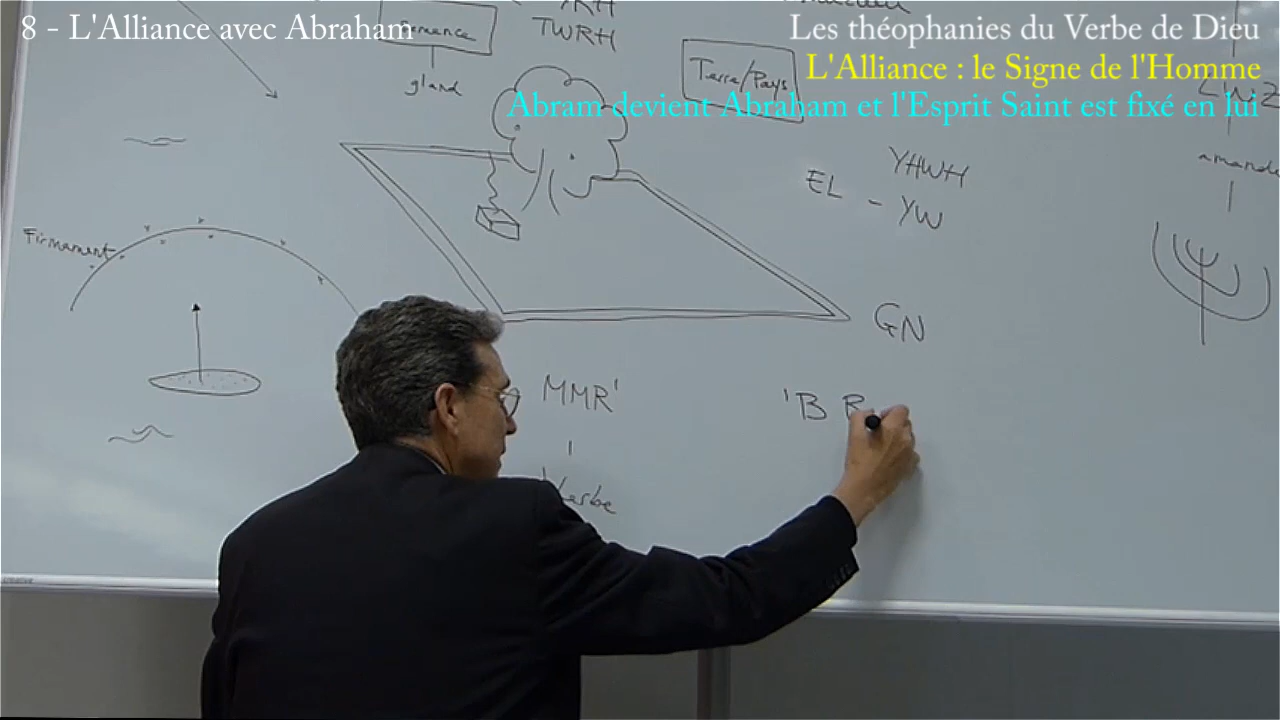 8 - L'Alliance avec Abraham
Les théophanies du Verbe de Dieu
L'Alliance : le Signe de l'Homme
Abram devient Abraham et l'Esprit Saint est fixé en lui
TWRH
gland
Terre/Pays
YHWH
EL - YW
Firmament
GN
MMR'
'B R
Verbe